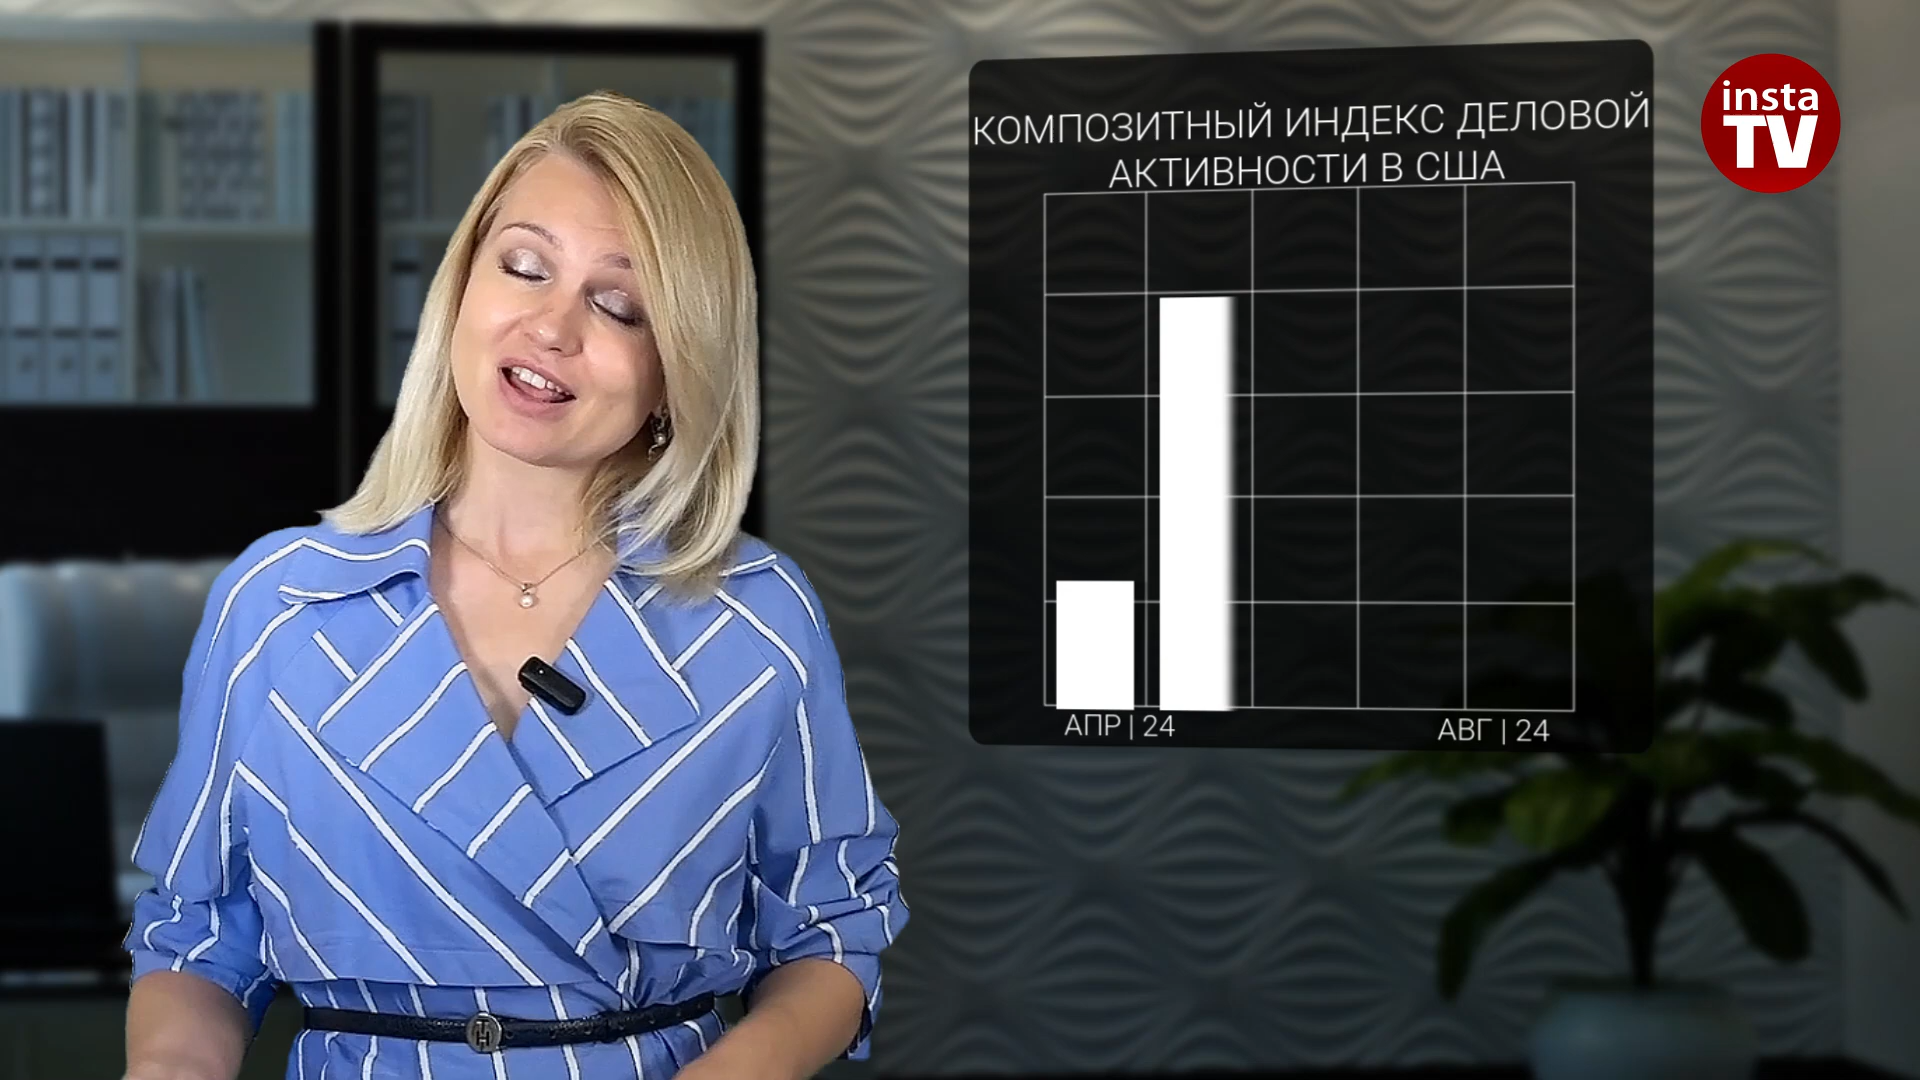 КОМПОЗИТНЫЙ ИНДЕКС ДЕЛОВОЙ
АКТИВНОСТИ В США
АПР | 24
АВГ | 24
insta
TV